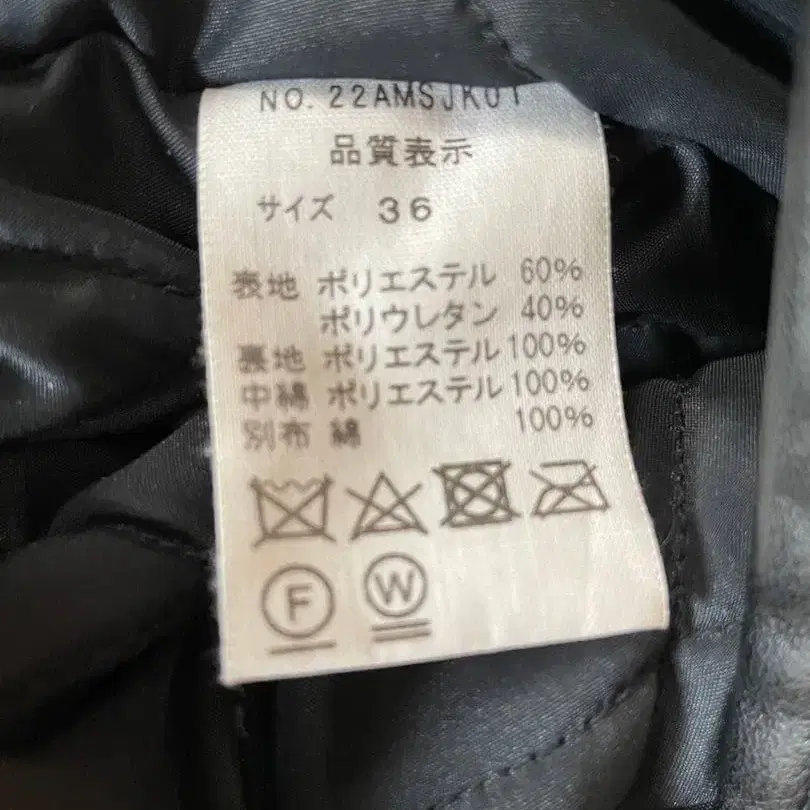 NO. 22AMSJK01
品質表示
サイズ 36
表地 ポリエステル 60%
ポリウレタン 40%
裏地 ポリエステル 100%
中綿 ポリエステル 100%
別布 綿 100%
F W